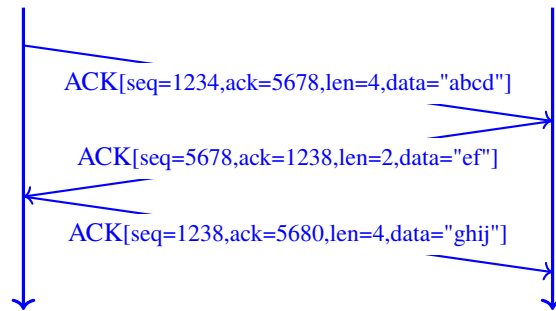 ACK[seq=1234,ack=5678,len=4,data="abcd"]
ACK[seq=5678,ack=1238,len=2,data="ef"]
ACK[seq=1238,ack=5680,len=4,data="ghij"]